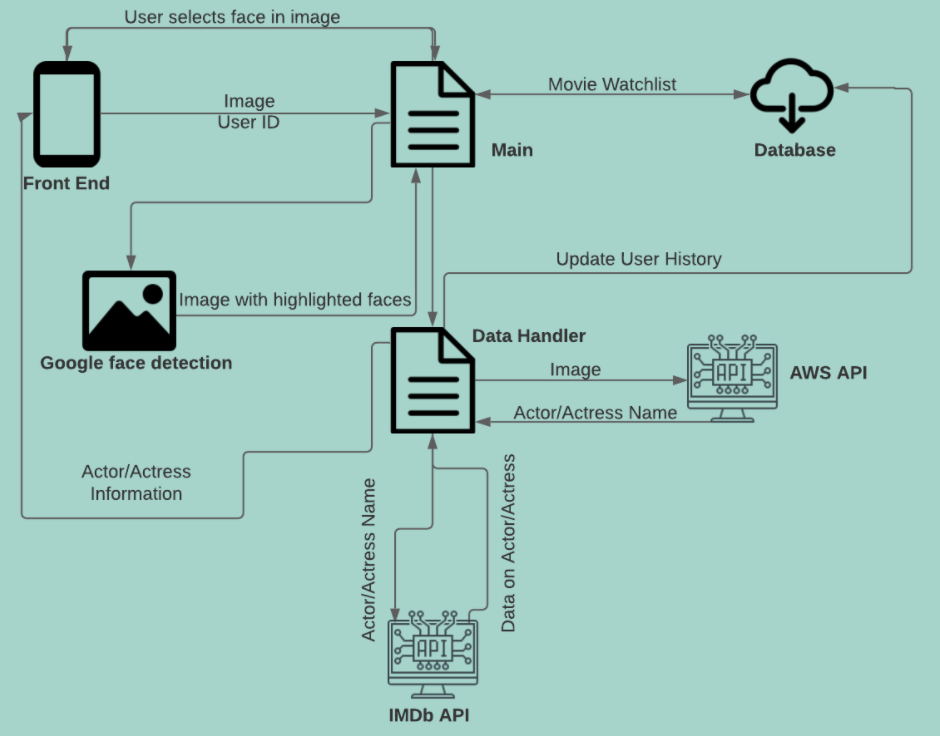 User selects face in image
Image
User ID
Movie Watchlist
Main
Database
Front End
Update User History
Image with highlighted faces
Google face detection
Data Handler
Image
API
AWS API
Actor/Actress Name
Actor/Actress
Information
Actor/Actress Name
Data on Actor/Actress
API
IMDb API